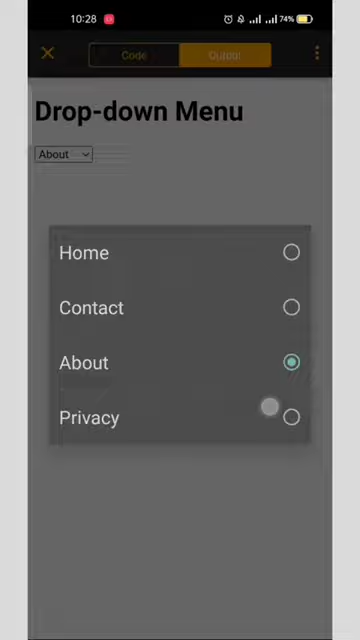 10:28
74%
Code
Output
Drop-down Menu
About
Home
Contact
About
Privacy